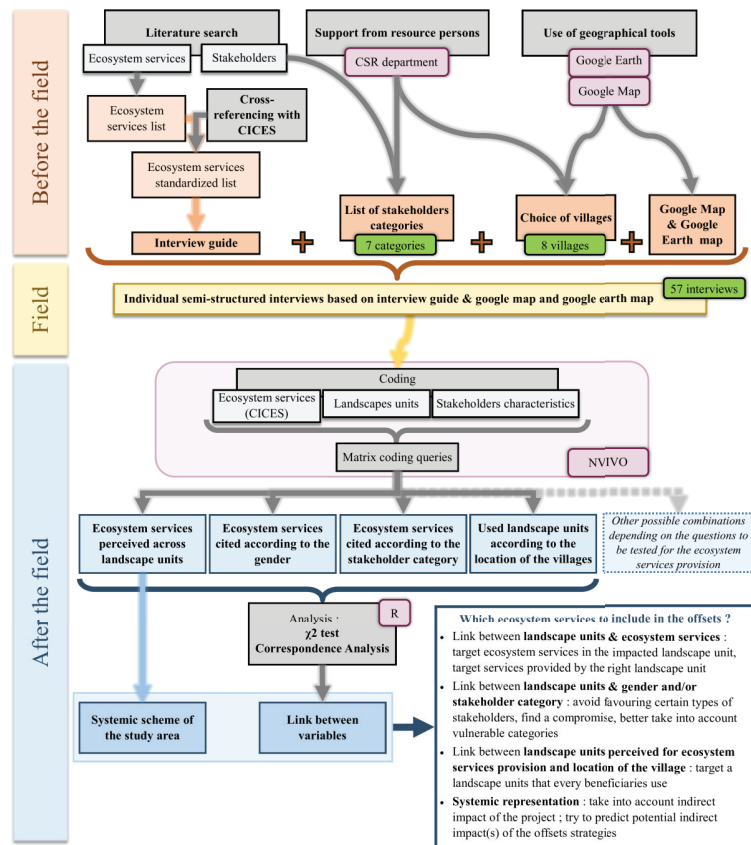 Before the field
Literature search
Ecosystem services
Stakeholders
Support from resource persons
CSR department
Use of geographical tools
Google Earth
Google Map
Ecosystem
services list
Cross-
referencing with
CICES
Ecosystem services
standardized list
Interview guide
+
List of stakeholders
categories
7 categories
+
Choice of villages
8 villages
+
Google Map
& Google
Earth map
Field
Individual semi-structured interviews based on interview guide & google map and google earth map
57 interviews
After the field
Coding
Ecosystem services
(CICES)
Landscapes units
Stakeholders characteristics
Matrix coding queries
NVIVO
Ecosystem services
perceived across
landscape units
Ecosystem services
cited according to the
gender
Ecosystem services
cited according to the
stakeholder category
Used landscape units
according to the
location of the villages
Other possible combinations
depending on the questions to
be tested for the ecosystem
services provision
Analysis :
R
χ2 test
Correspondence Analysis
Systemic scheme of
the study area
Link between
variables
Which ecosystem services to include in the offsets ?
• Link between landscape units & ecosystem services :
target ecosystem services in the impacted landscape unit,
target services provided by the right landscape unit
• Link between landscape units & gender and/or
stakeholder category : avoid favouring certain types of
stakeholders, find a compromise, better take into account
vulnerable categories
• Link between landscape units perceived for ecosystem
services provision and location of the village : target a
landscape units that every beneficiaries use
• Systemic representation : take into account indirect
impact of the project ; try to predict potential indirect
impact(s) of the offsets strategies